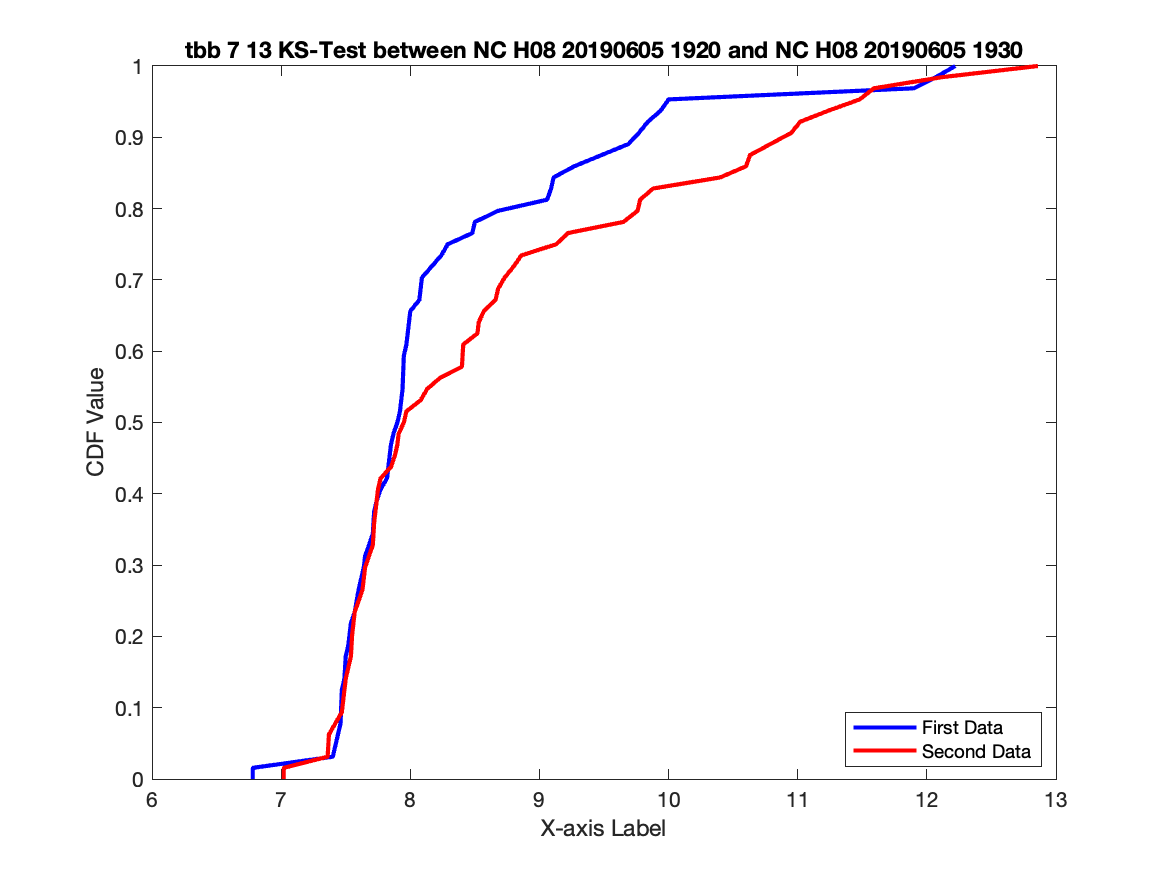 tbb 7 13 KS-Test between NC H08 20190605 1920 and NC H08 20190605 1930
1
0.9
0.8
0.7
0.6
0.5
0.4
0.3
0.2
0.1
0
CDF Value
First Data
Second Data
6 7 8 9 10 11 12 13
X-axis Label